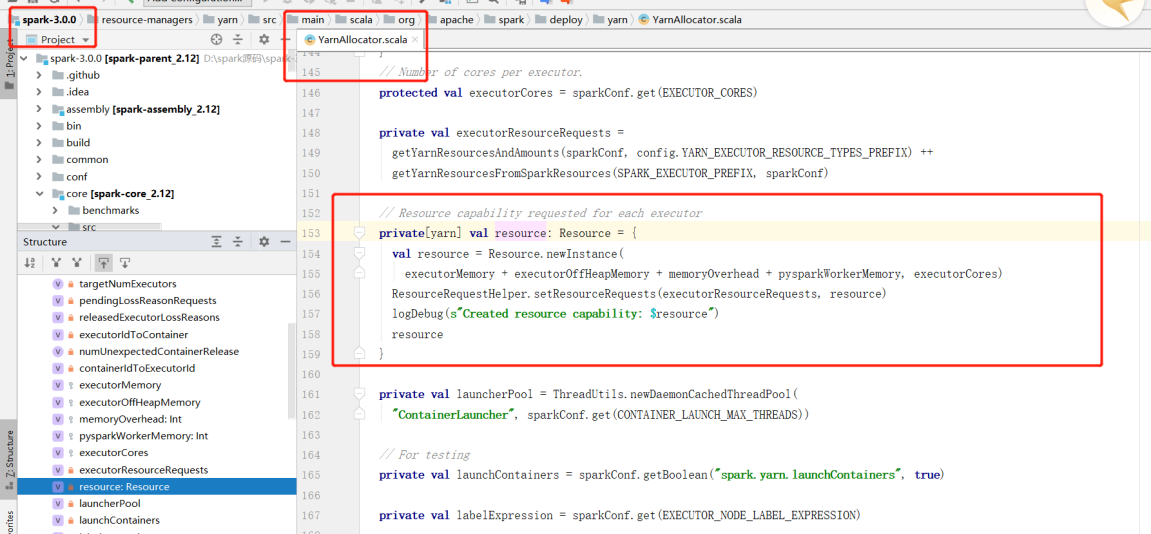 spark-3.0.0 resource-managers yarn src main scala org apache spark deploy yarn YarnAllocator.scala
Project
YarnAllocator.scala
1: Project
spark-3.0.0 [spark-parent_2.12] D:\spark源码\spark-
.github
.idea
assembly [spark-assembly_2.12]
bin
build
common
conf
core [spark-core_2.12]
benchmarks
src
Structure
targetNumExecutors
pendingLossReasonRequests
releasedExecutorLossReasons
executorIdToContainer
numUnexpectedContainerRelease
containerIdToExecutorId
executorMemory
executorOffHeapMemory
memoryOverhead: Int
pysparkWorkerMemory: Int
executorCores
executorResourceRequests
resource: Resource
launcherPool
launchContainers
Z: Structure
144 }
145 // Number of cores per executor.
146 protected val executorCores = sparkConf.get(EXECUTOR_CORES)
147
148 private val executorResourceRequests =
149 getYarnResourcesAndAmounts(sparkConf, config.YARN_EXECUTOR_RESOURCE_TYPES_PREFIX) ++
150 getYarnResourcesFromSparkResources(SPARK_EXECUTOR_PREFIX, sparkConf)
151
152 // Resource capability requested for each executor
153 private[yarn] val resource: Resource = {
154 val resource = Resource.newInstance(
155 executorMemory + executorOffHeapMemory + memoryOverhead + pysparkWorkerMemory, executorCores)
156 ResourceRequestHelper.setResourceRequests(executorResourceRequests, resource)
157 logDebug(s"Created resource capability: $resource")
158 resource
159 }
160
161 private val launcherPool = ThreadUtils.newDaemonCachedThreadPool(
162 "ContainerLauncher", sparkConf.get(CONTAINER_LAUNCH_MAX_THREADS))
163
164 // For testing
165 private val launchContainers = sparkConf.getBoolean("spark.yarn.launchContainers", true)
166
167 private val labelExpression = sparkConf.get(EXECUTOR_NODE_LABEL_EXPRESSION)